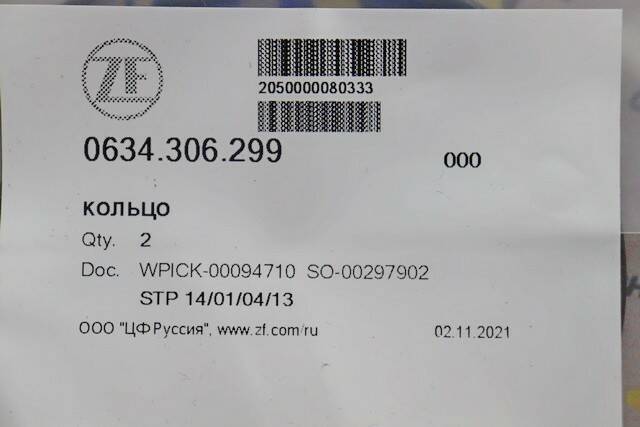 ZF
2050000080333
0634.306.299 000
КОЛЬЦО
Qty. 2
Doc. WPICK-00094710 SO-00297902
STP 14/01/04/13
ООО "ЦФ Руссия", www.zf.com/ru 02.11.2021